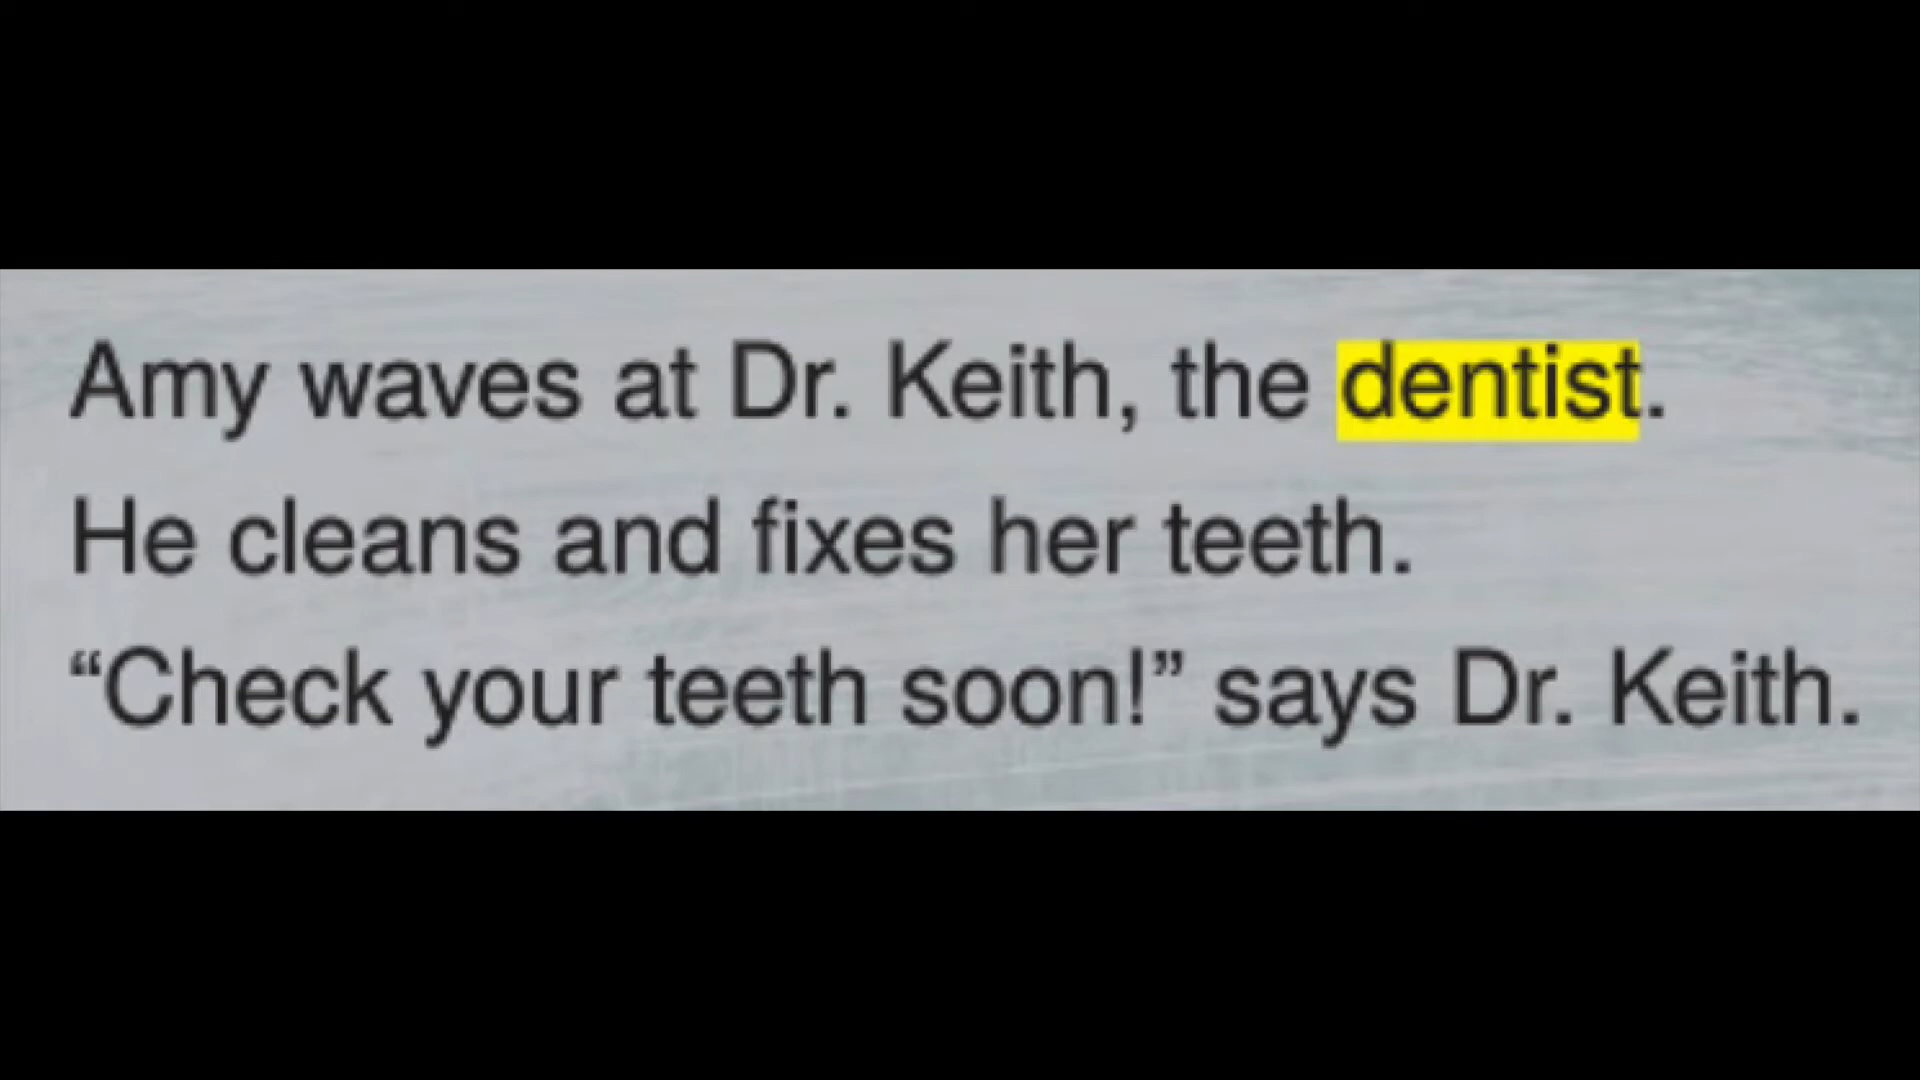 Amy waves at Dr. Keith, the dentist.
He cleans and fixes her teeth.
“Check your teeth soon!” says Dr. Keith.